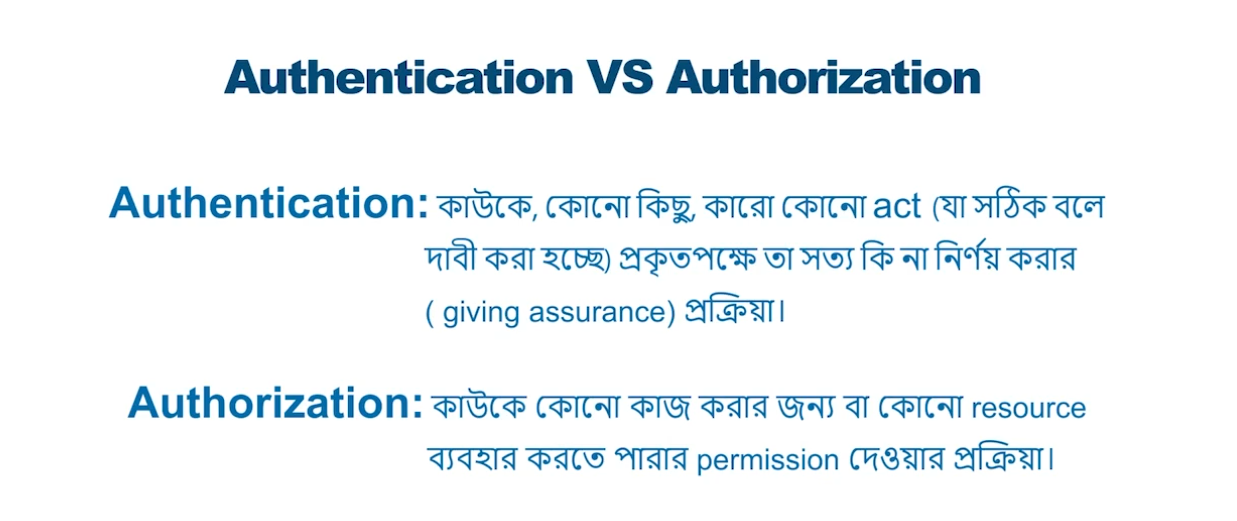 Authentication VS Authorization
Authentication: কাউকে, কোনো কিছু, কারো কোনো act (যা সঠিক বলে
দাবী করা হচ্ছে) প্রকৃতপক্ষে তা সত্য কি না নির্ণয় করার
( giving assurance) প্রক্রিয়া।
Authorization: কাউকে কোনো কাজ করার জন্য বা কোনো resource
ব্যবহার করতে পারার permission দেওয়ার প্রক্রিয়া।